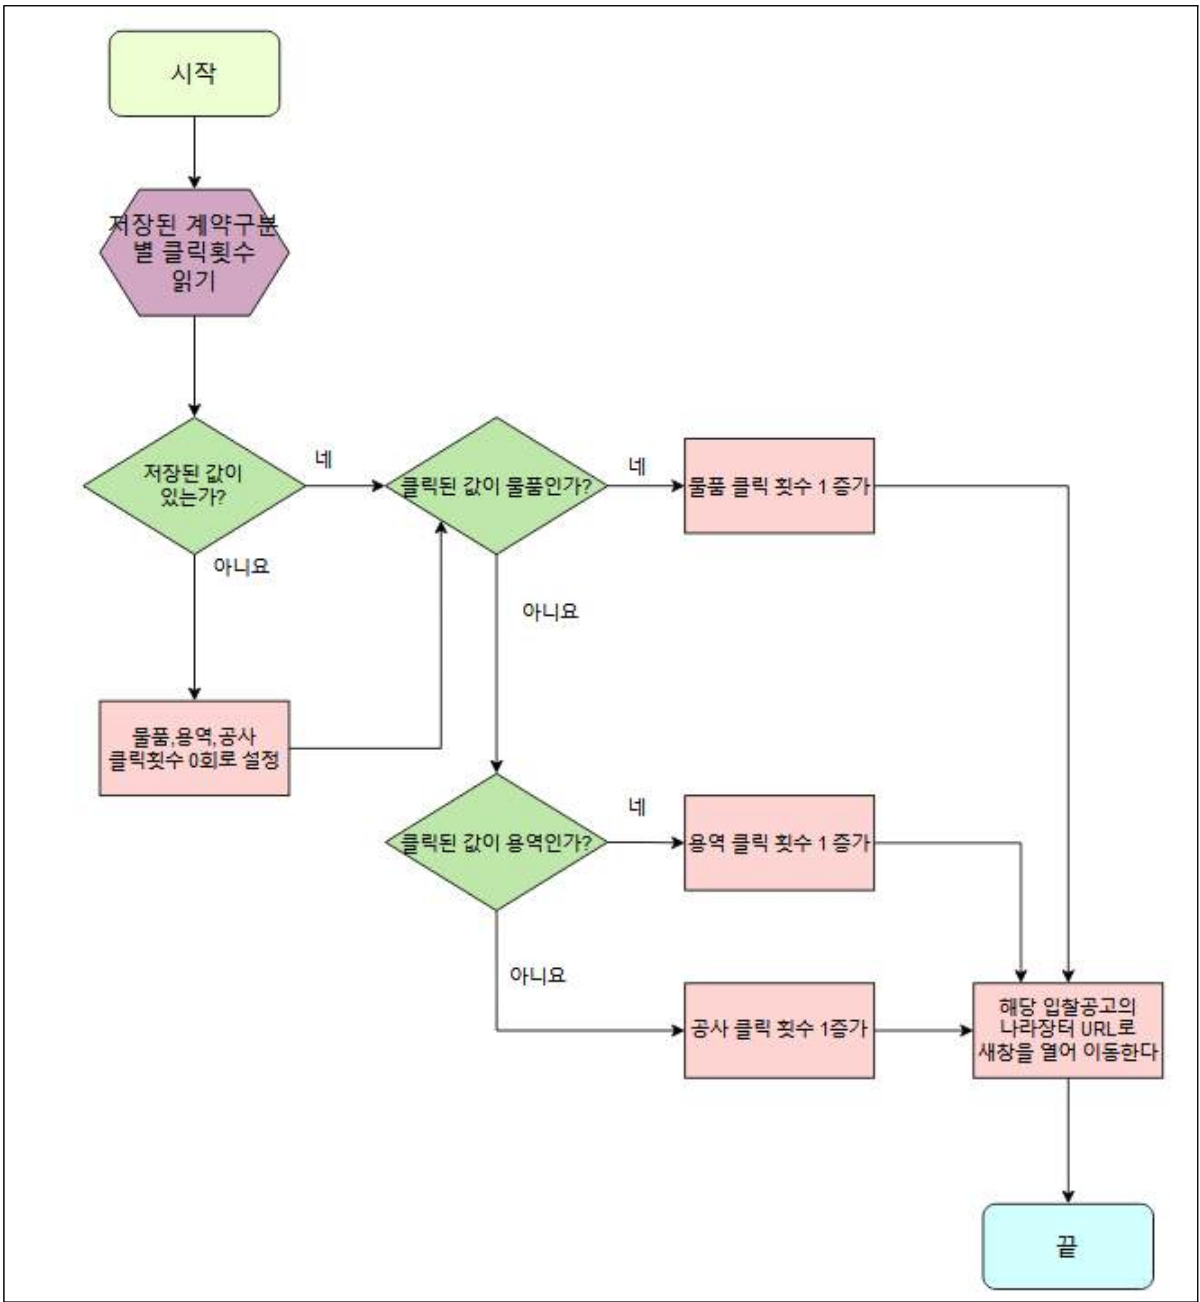 시작
저장된 계약구분
별 클릭횟수
읽기
저장된 값이
있는가?
네
클릭된 값이 물품인가?
네
물품 클릭 횟수 1 증가
아니요
아니요
물품,용역,공사
클릭횟수 0회로 설정
클릭된 값이 용역인가?
네
용역 클릭 횟수 1 증가
아니요
공사 클릭 횟수 1증가
해당 입찰공고의
나라장터 URL로
새창을 열어 이동한다
끝